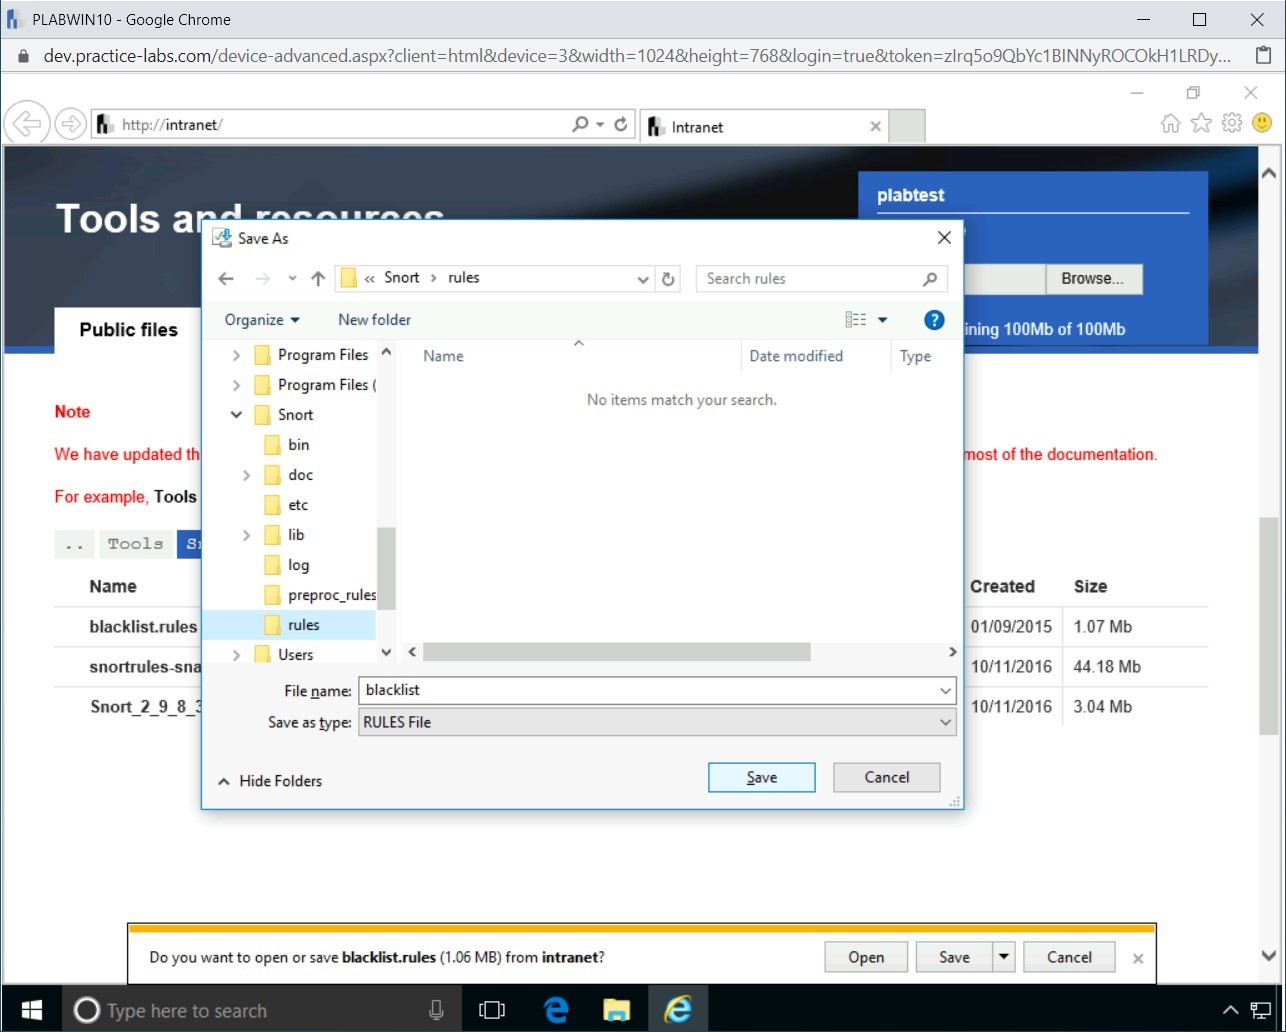 PLABWIN10 - Google Chrome
dev.practice-labs.com/device-advanced.aspx?client=html&device=3&width=1024&height=768&login=true&token=zIrq5o9QbYc1BINNyROCOkH1LRDy...
http://intranet/
Intranet
Tools and resources
plabtest
Browse...
ining 100Mb of 100Mb
Public files
Save As
« Snort › rules
Search rules
Organize
New folder
?
Name
Date modified
Type
No items match your search.
Program Files
Program Files (
Snort
bin
doc
etc
lib
log
preproc_rules
rules
Users
File name: blacklist
Save as type: RULES File
Hide Folders
Save
Cancel
Note
We have updated th
most of the documentation.
For example, Tools
..
Tools
Sn
Name
Created
Size
blacklist.rules
01/09/2015
1.07 Mb
snortrules-sna
10/11/2016
44.18 Mb
Snort_2_9_8_3
10/11/2016
3.04 Mb
Do you want to open or save blacklist.rules (1.06 MB) from intranet?
Open
Save
Cancel
Type here to search